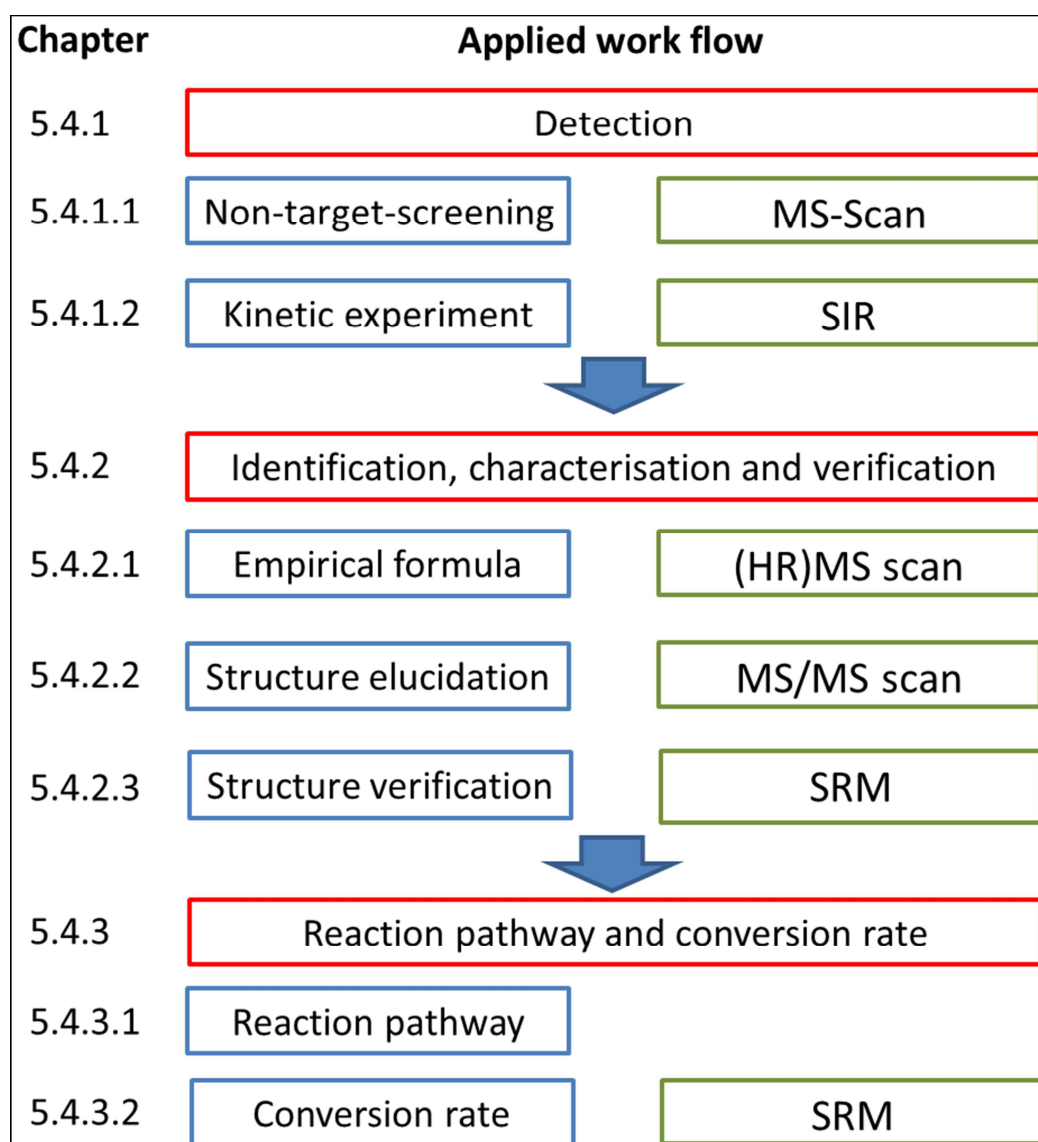 Chapter Applied work flow
5.4.1 Detection
5.4.1.1 Non-target-screening MS-Scan
5.4.1.2 Kinetic experiment SIR
5.4.2 Identification, characterisation and verification
5.4.2.1 Empirical formula (HR)MS scan
5.4.2.2 Structure elucidation MS/MS scan
5.4.2.3 Structure verification SRM
5.4.3 Reaction pathway and conversion rate
5.4.3.1 Reaction pathway
5.4.3.2 Conversion rate SRM